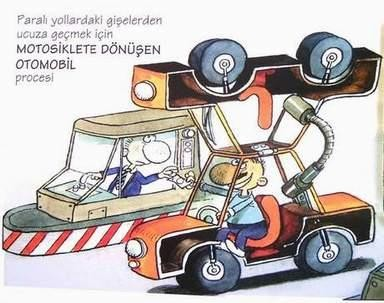 Paralı yollardaki gişelerden
ucuza geçmek için
MOTOSİKLETE DÖNÜŞEN
OTOMOBİL
procesi